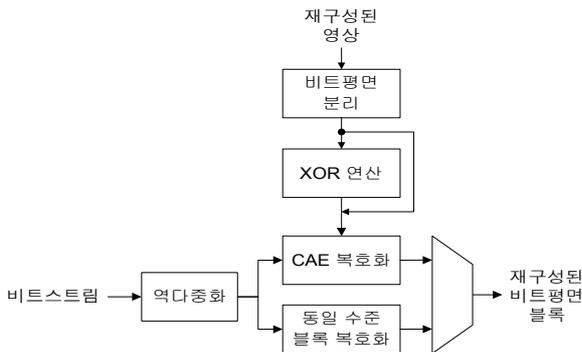 재구성된
영상
비트평면
분리
XOR 연산
CAE 복호화
비트스트림
역다중화
동일 수준
블록 복호화
재구성된
비트평면
블록